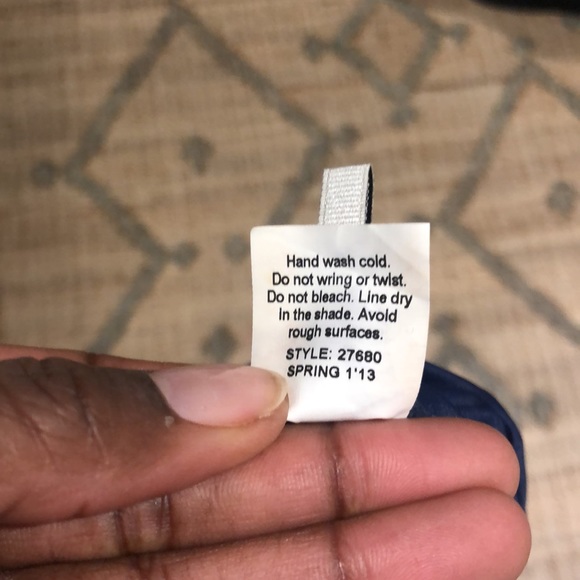 Hand wash cold.
Do not wring or twist.
Do not bleach. Line dry
in the shade. Avoid
rough surfaces.
STYLE: 27680
SPRING 1'13